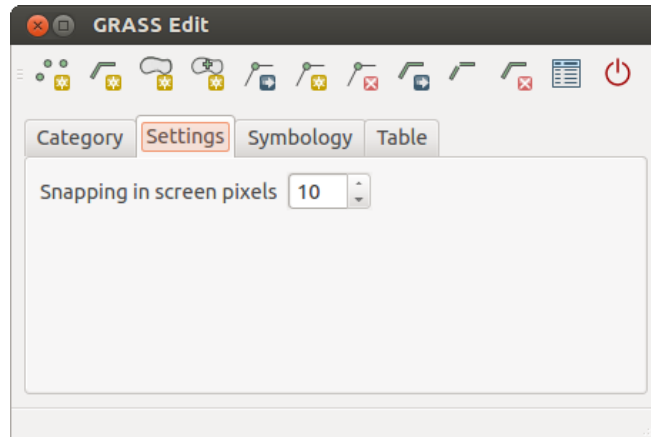 GRASS Edit
Category Settings Symbology Table
Snapping in screen pixels 10